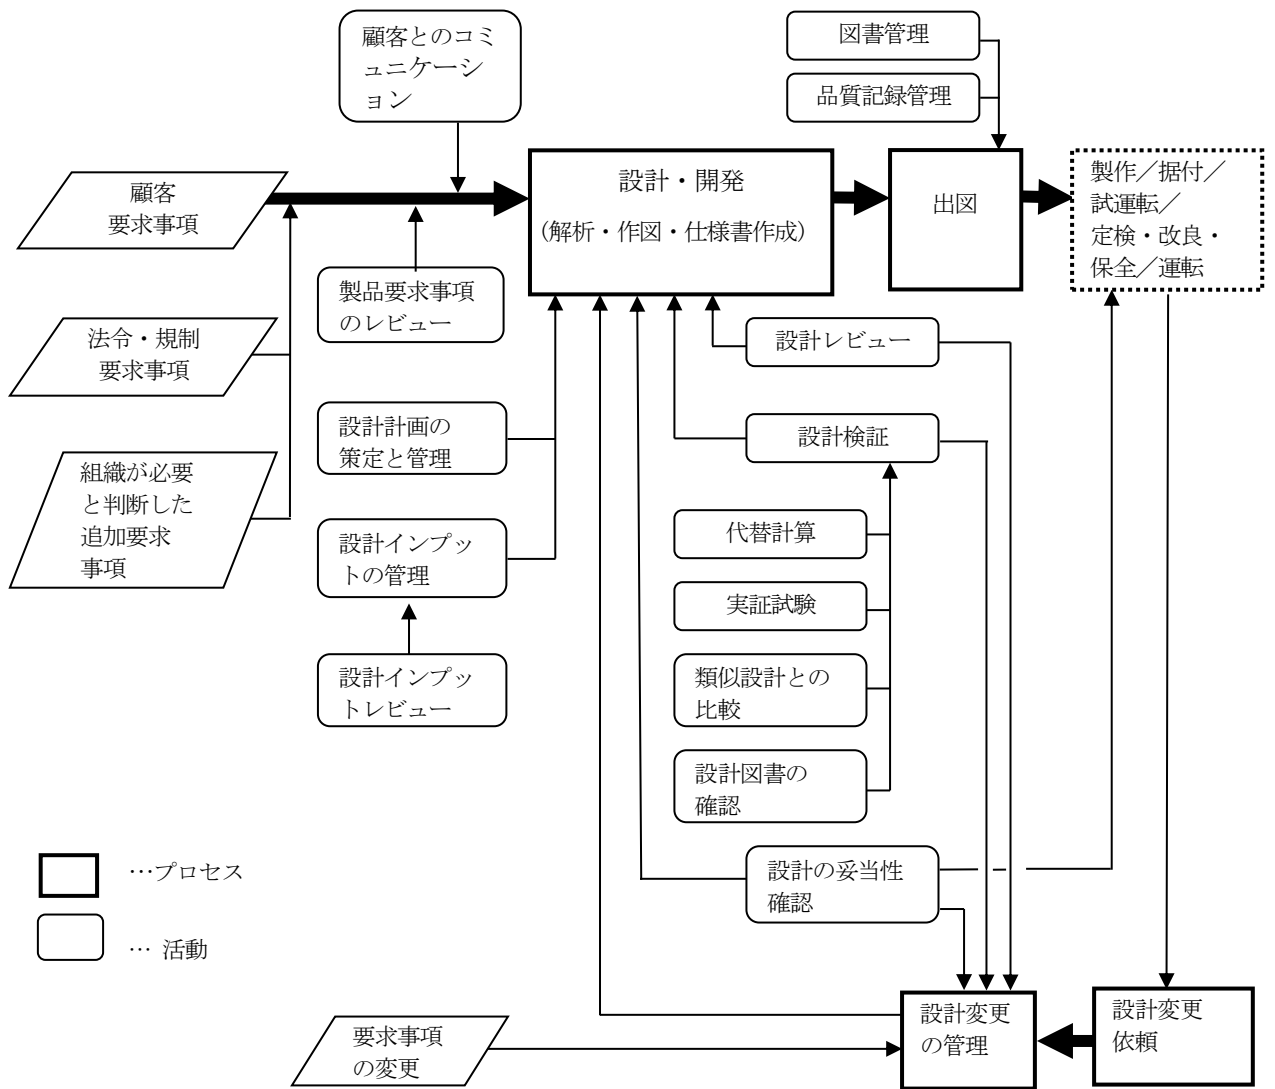 顧客とのコミ
ュニケーシ
ョン
図書管理
品質記録管理
顧客
要求事項
設計・開発
(解析・作図・仕様書作成)
出図
製作／据付／
試運転／
定検・改良・
保全／運転
製品要求事項
のレビュー
法令・規制
要求事項
設計レビュー
設計計画の
策定と管理
設計検証
組織が必要
と判断した
追加要求
事項
設計インプッ
トの管理
代替計算
実証試験
設計インプッ
トレビュー
類似設計との
比較
設計図書の
確認
…プロセス
設計の妥当性
確認
… 活動
要求事項
の変更
設計変更
の管理
設計変更
依頼